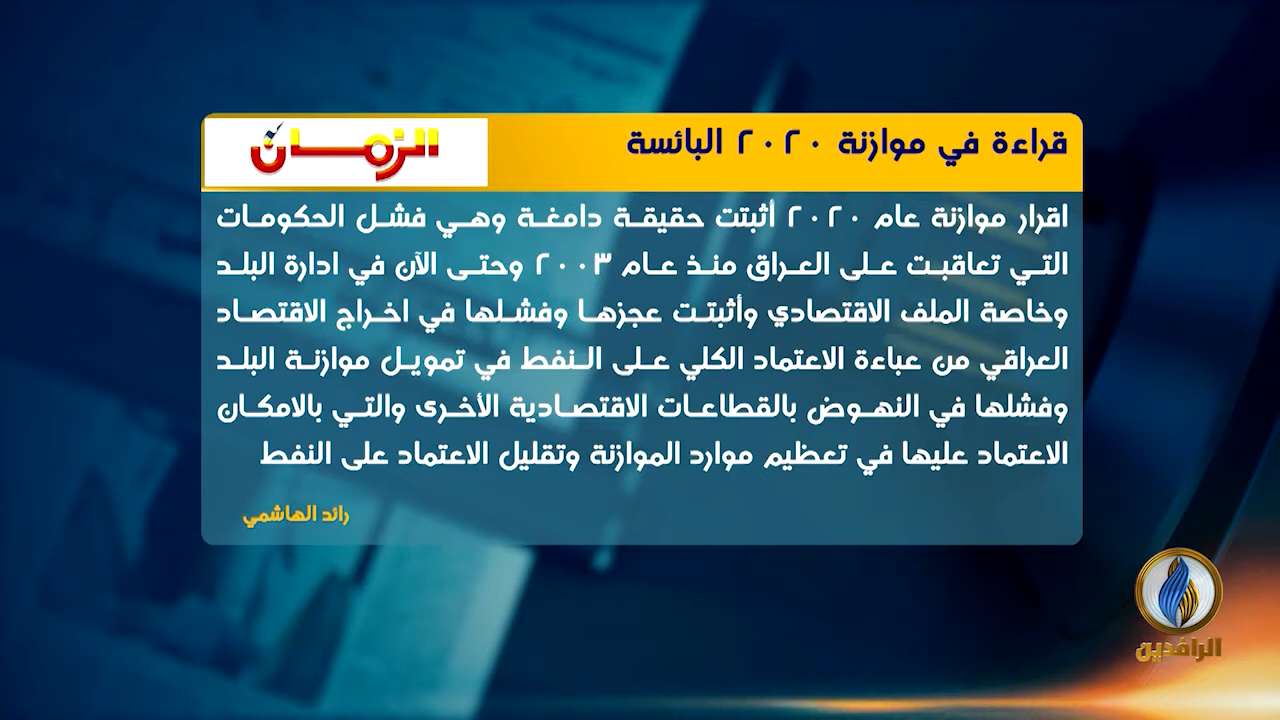 قراءة في موازنة ٢٠٢٠ البائسة
الزمان
اقرار موازنة عام ٢٠٢٠ أثبتت حقيقة دامغة وهي فشل الحكومات
التي تعاقبت على العراق منذ عام ٢٠٠٣ وحتى الآن في ادارة البلد
وخاصة الملف الاقتصادي وأثبتت عجزها وفشلها في اخراج الاقتصاد
العراقي من عباءة الاعتماد الكلي على النفط في تمويل موازنة البلد
وفشلها في النهوض بالقطاعات الاقتصادية الأخرى والتي بالامكان
الاعتماد عليها في تعظيم موارد الموازنة وتقليل الاعتماد على النفط
رائد الهاشمي
الرافدين